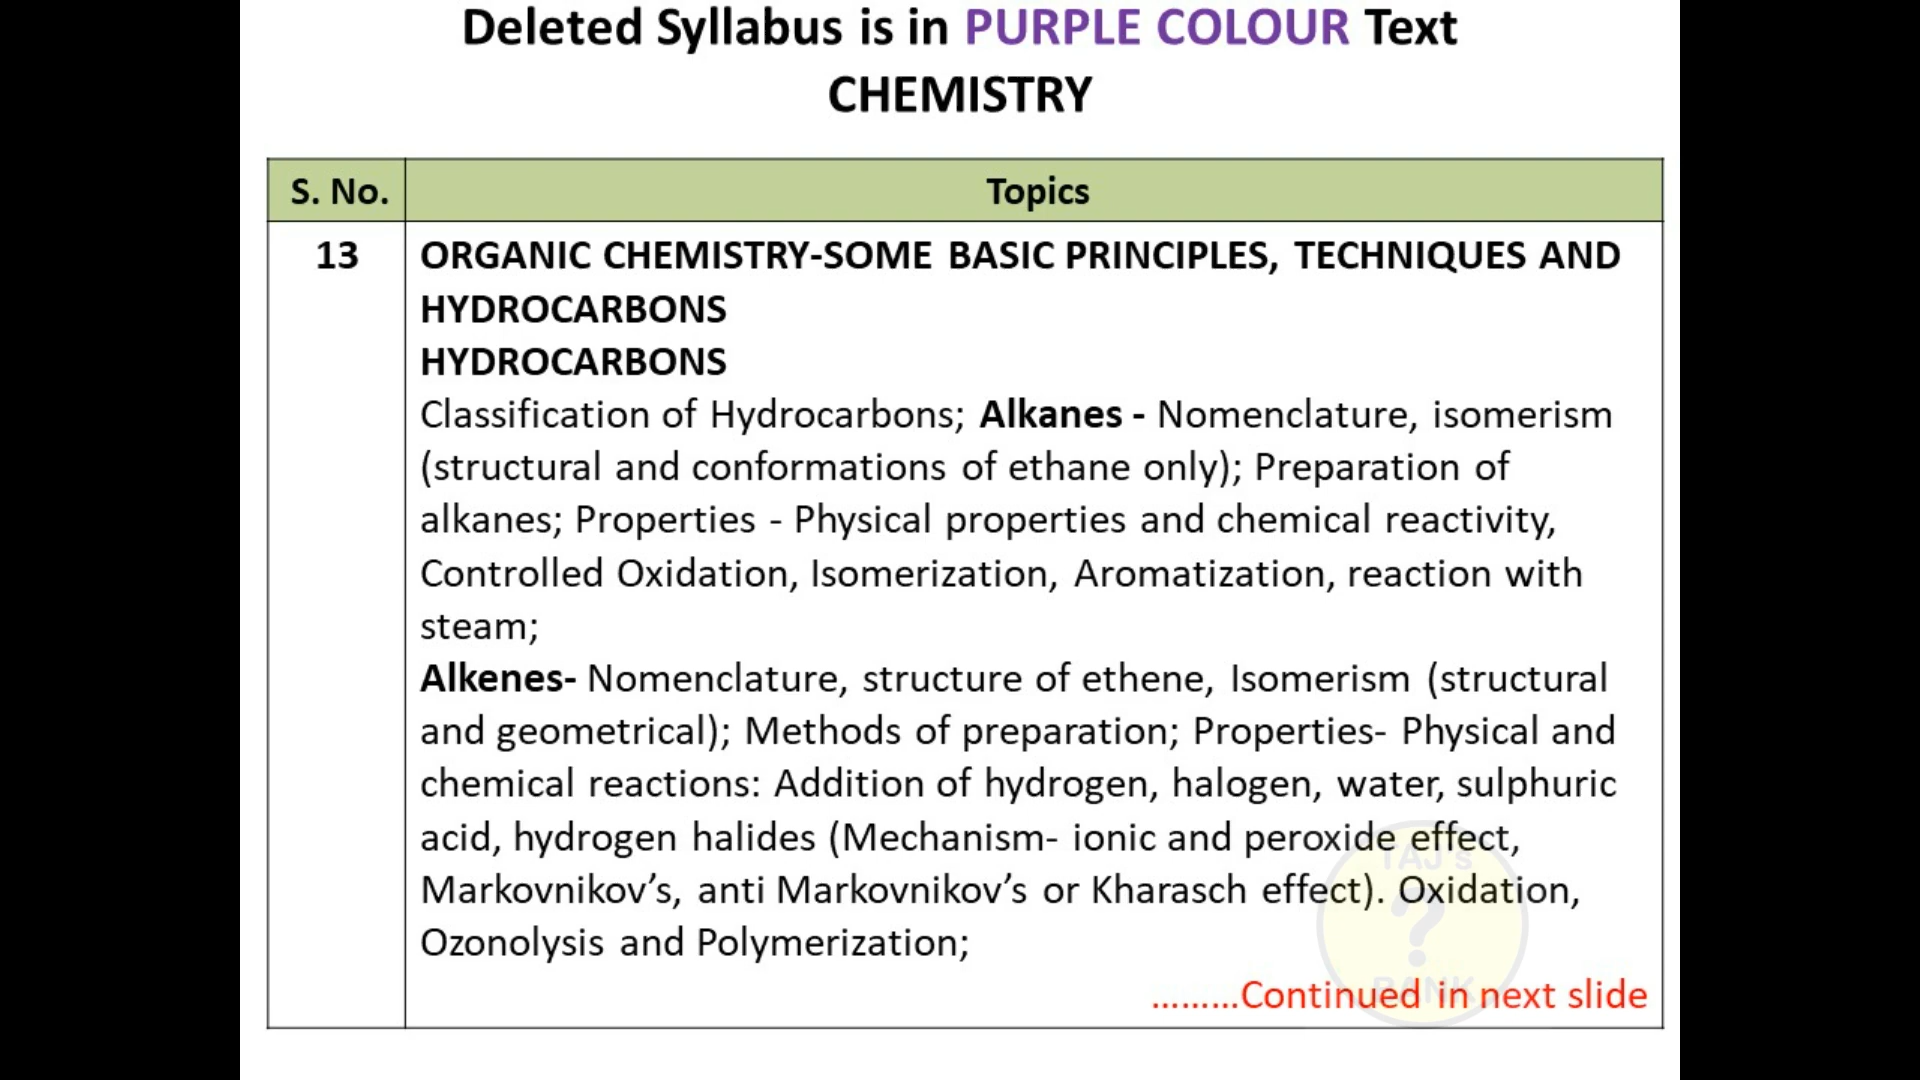 Deleted Syllabus is in PURPLE COLOUR Text
CHEMISTRY
S. No.
Topics
13
ORGANIC CHEMISTRY-SOME BASIC PRINCIPLES, TECHNIQUES AND
HYDROCARBONS
HYDROCARBONS
Classification of Hydrocarbons; Alkanes - Nomenclature, isomerism
(structural and conformations of ethane only); Preparation of
alkanes; Properties - Physical properties and chemical reactivity,
Controlled Oxidation, Isomerization, Aromatization, reaction with
steam;
Alkenes- Nomenclature, structure of ethene, Isomerism (structural
and geometrical); Methods of preparation; Properties- Physical and
chemical reactions: Addition of hydrogen, halogen, water, sulphuric
acid, hydrogen halides (Mechanism- ionic and peroxide effect,
Markovnikov’s, anti Markovnikov’s or Kharasch effect). Oxidation,
Ozonolysis and Polymerization;
.........Continued in next slide
TAJ's
?
BANK